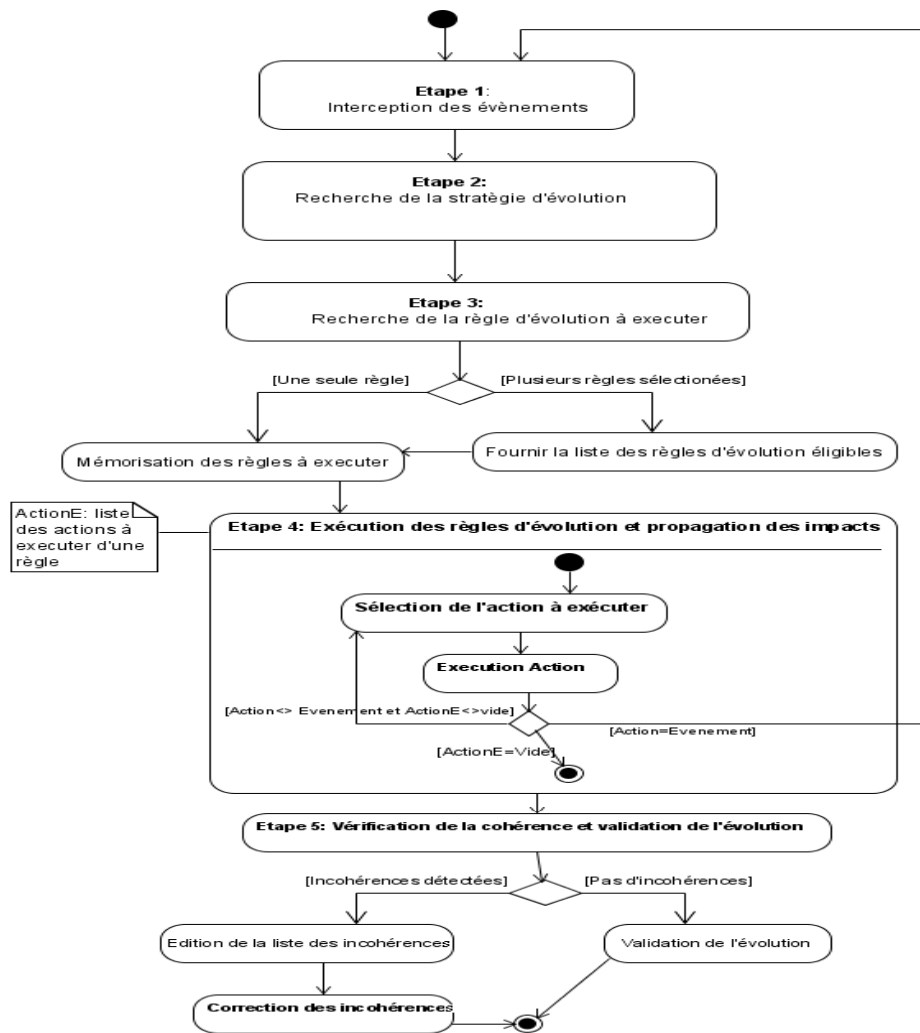 Etape 1:
Interception des évènements
Etape 2:
Recherche de la stratègie d'évolution
Etape 3:
Recherche de la règle d'évolution à executer
[Une seule règle]
[Plusieurs règles sélectionées]
Mémorisation des règles à executer
Fournir la liste des règles d'évolution éligibles
ActionE: liste
des actions à
executer d'une
règle
Etape 4: Exécution des règles d'évolution et propagation des impacts
Sélection de l'action à exécuter
Execution Action
[Action<> Evenement et ActionE<>vide]
[Action=Evenement]
[ActionE=Vide]
Etape 5: Vérification de la cohérence et validation de l'évolution
[Incohérences détectées]
[Pas d'incohérences]
Edition de la liste des incohérences
Validation de l'évolution
Correction des incohérences